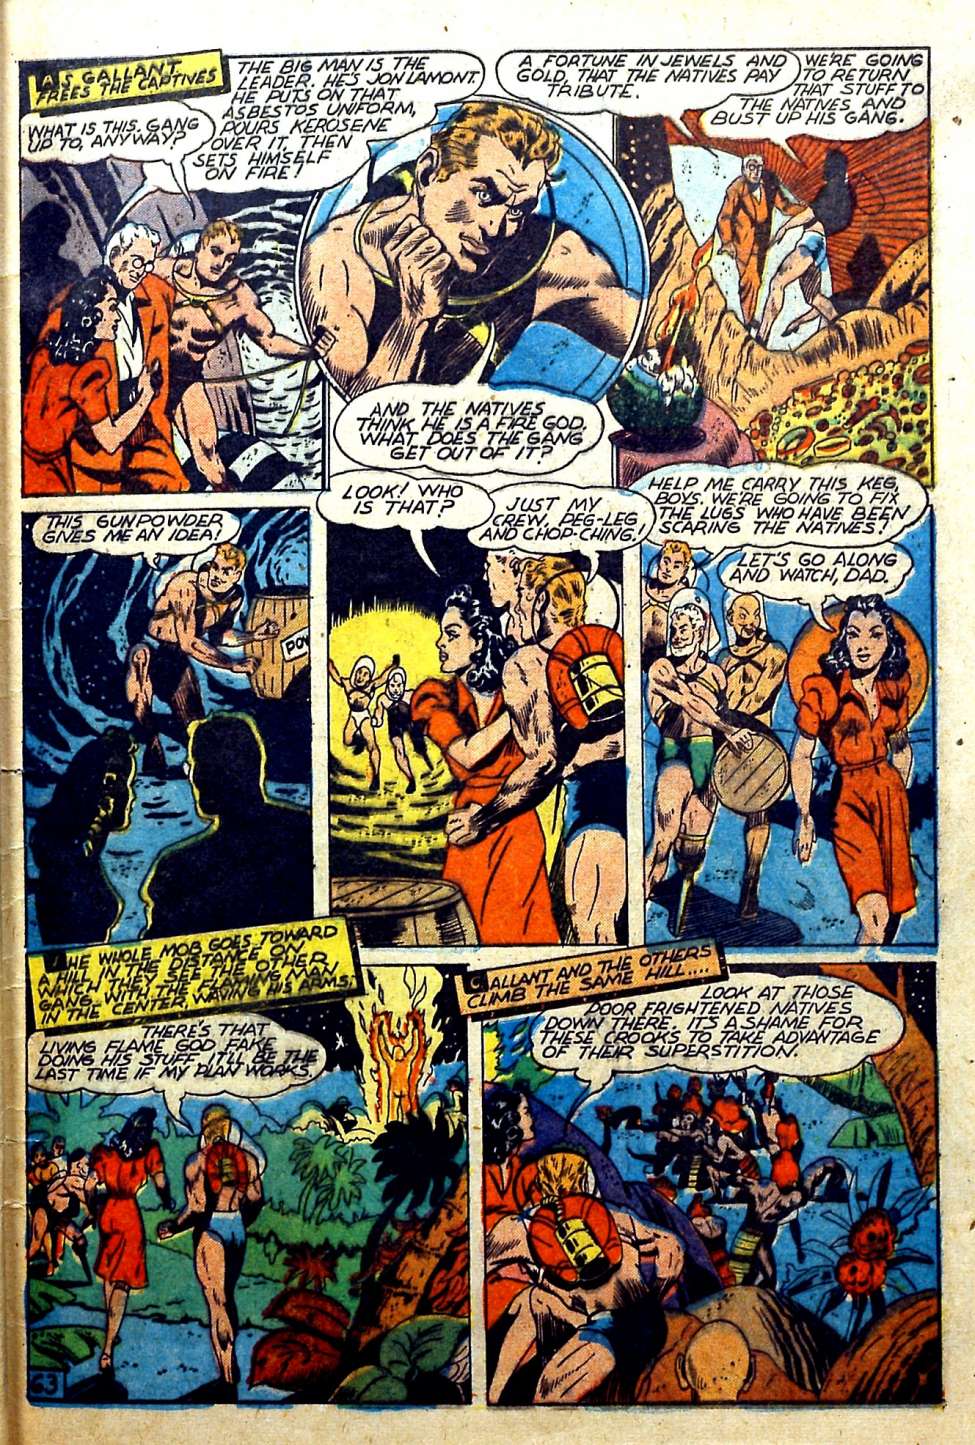 AS GALLANT
FREES THE CAPTIVES
WHAT IS THIS GANG
UP TO, ANYWAY?
THE BIG MAN IS THE
LEADER. HE'S JON LAMONT.
HE PUTS ON THAT
ASBESTOS UNIFORM,
POURS KEROSENE
OVER IT, THEN
SETS HIMSELF
ON FIRE!
AND THE NATIVES
THINK HE IS A FIRE GOD.
WHAT DOES THE GANG
GET OUT OF IT?
A FORTUNE IN JEWELS AND
GOLD, THAT THE NATIVES PAY
TRIBUTE.
WE'RE GOING
TO RETURN
THAT STUFF TO
THE NATIVES AND
BUST UP HIS GANG.
THIS GUNPOWDER
GIVES ME AN IDEA!
POW
LOOK! WHO
IS THAT?
JUST MY
CREW, PEG-LEG
AND CHOP-CHING!
HELP ME CARRY THIS KEG,
BOYS. WE'RE GOING TO FIX
THE LUGS WHO HAVE BEEN
SCARING THE NATIVES!
LET'S GO ALONG
AND WATCH, DAD.
THE WHOLE MOB GOES TOWARD
A HILL IN THE DISTANCE ON
WHICH THEY SEE THE OTHER
GANG, WITH THE FLAMING MAN
IN THE CENTER, WAVING HIS ARMS.
THERE'S THAT
LIVING FLAME GOD FAKE
DOING HIS STUFF. IT'LL BE THE
LAST TIME IF MY PLAN WORKS.
GALLANT AND THE OTHERS
CLIMB THE SAME HILL....
LOOK AT THOSE
POOR FRIGHTENED NATIVES
DOWN THERE. IT'S A SHAME FOR
THESE CROOKS TO TAKE ADVANTAGE
OF THEIR SUPERSTITION.
63